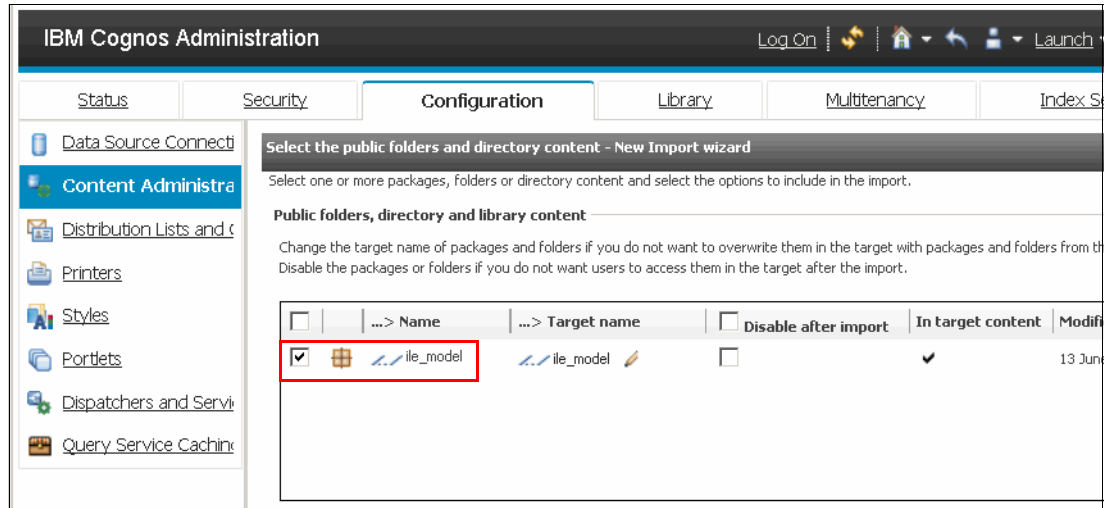 IBM Cognos Administration
Log On Launch
Status Security Configuration Library Multitenancy Index Se
Data Source Connecti
Content Administra
Distribution Lists and C
Printers
Styles
Portlets
Dispatchers and Servi
Query Service Caching
Select the public folders and directory content - New Import wizard
Select one or more packages, folders or directory content and select the options to include in the import.
Public folders, directory and library content
Change the target name of packages and folders if you do not want to overwrite them in the target with packages and folders from th
Disable the packages or folders if you do not want users to access them in the target after the import.
...> Name ...> Target name Disable after import In target content Modifi
ile_model ile_model 13 June